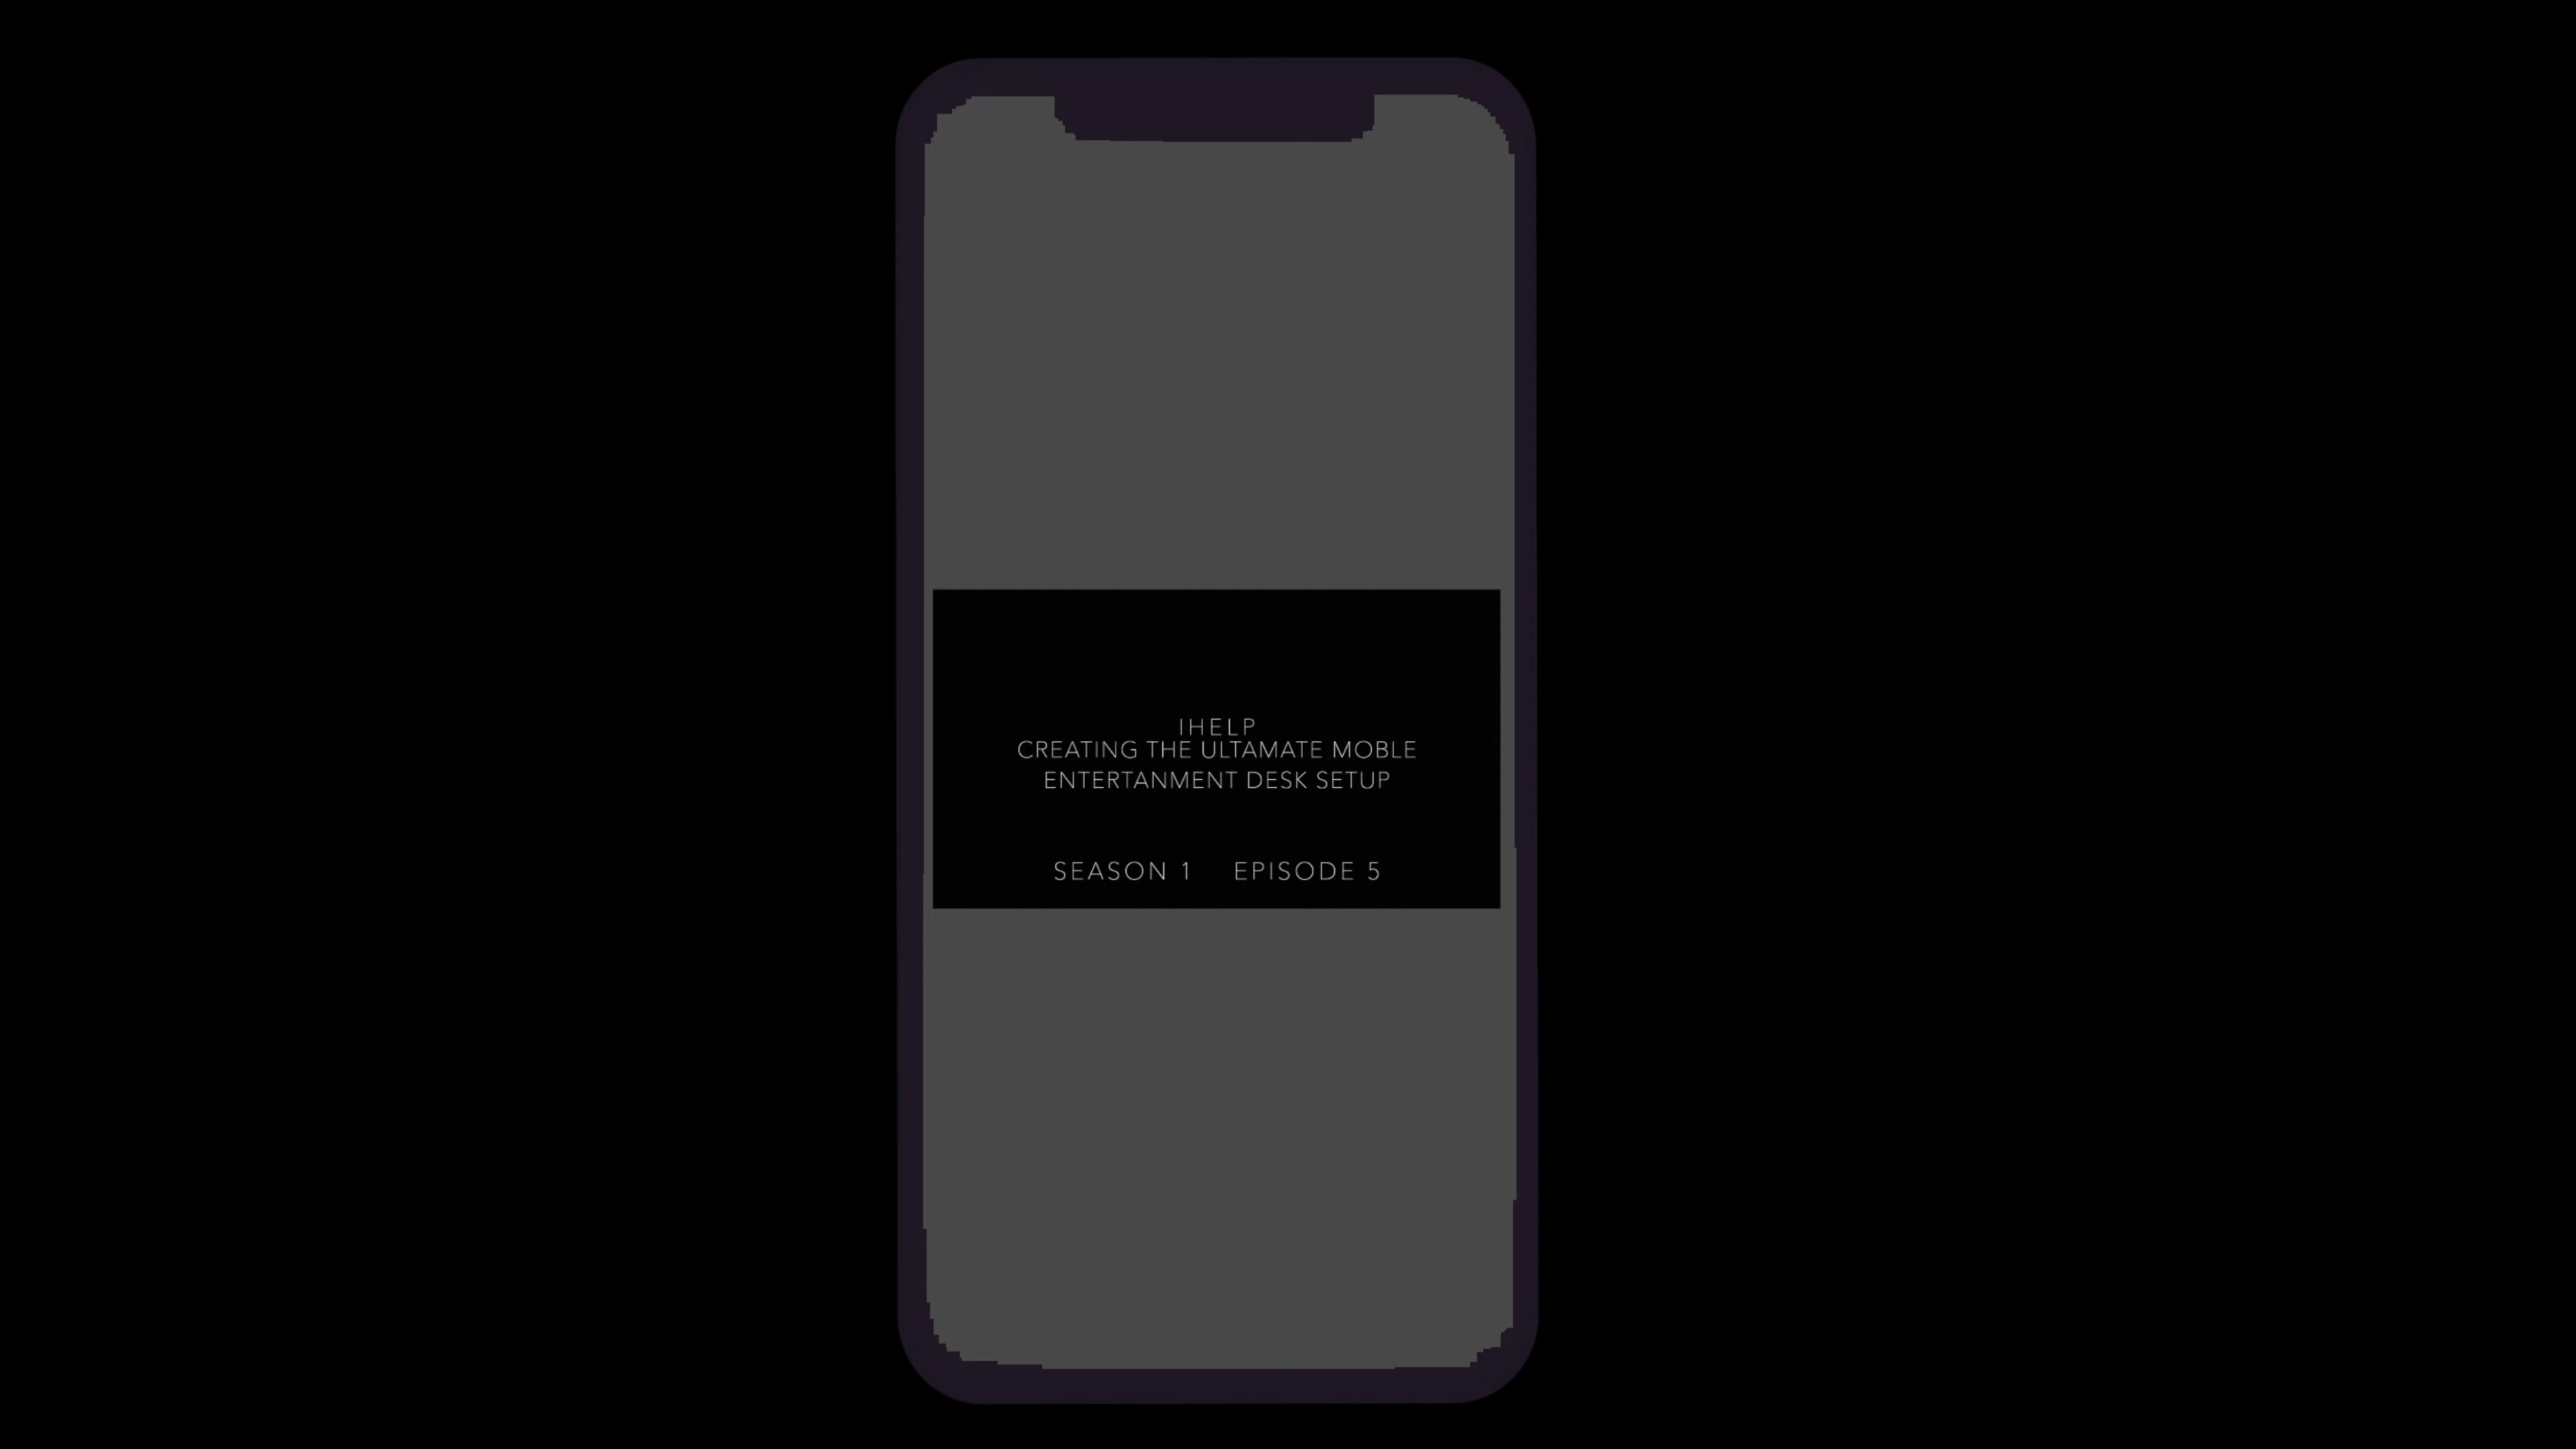 IHELP
CREATING THE ULTAMATE MOBLE
ENTERTANMENT DESK SETUP
SEASON 1 EPISODE 5